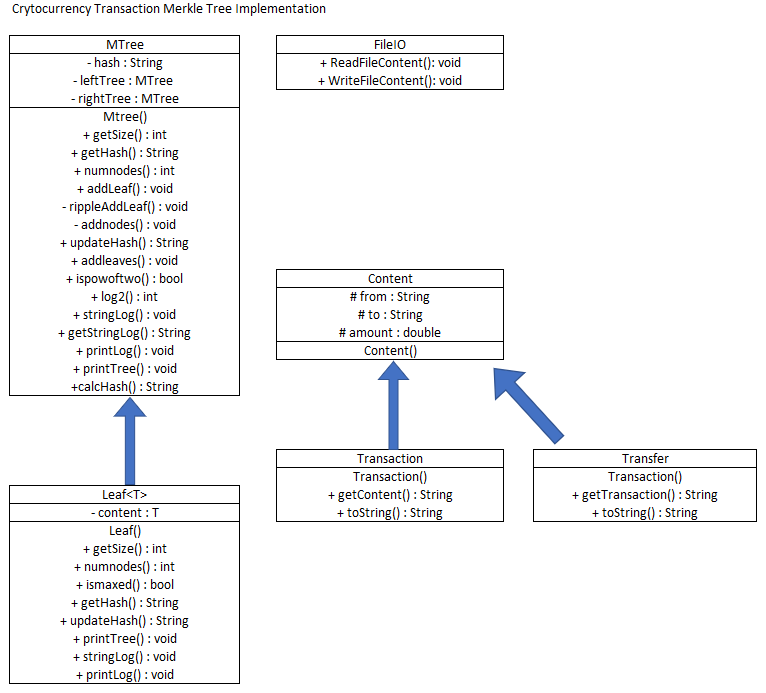 Crytocurrency Transaction Merkle Tree Implementation
MTree
- hash : String
- leftTree : MTree
- rightTree : MTree
Mtree()
+ getSize() : int
+ getHash() : String
+ numnodes() : int
+ addLeaf() : void
- rippleAddLeaf() : void
- addnodes() : void
+ updateHash() : String
+ addleaves() : void
+ ispowoftwo() : bool
+ log2() : int
+ stringLog() : void
+ getStringLog() : String
+ printLog() : void
+ printTree() : void
+calcHash() : String
FileIO
+ ReadFileContent(): void
+ WriteFileContent(): void
Content
# from : String
# to : String
# amount : double
Content()
Transaction
Transaction()
+ getContent() : String
+ toString() : String
Transfer
Transaction()
+ getTransaction() : String
+ toString() : String
Leaf<T>
- content : T
Leaf()
+ getSize() : int
+ numnodes() : int
+ ismaxed() : bool
+ getHash() : String
+ updateHash() : String
+ printTree() : void
+ stringLog() : void
+ printLog() : void